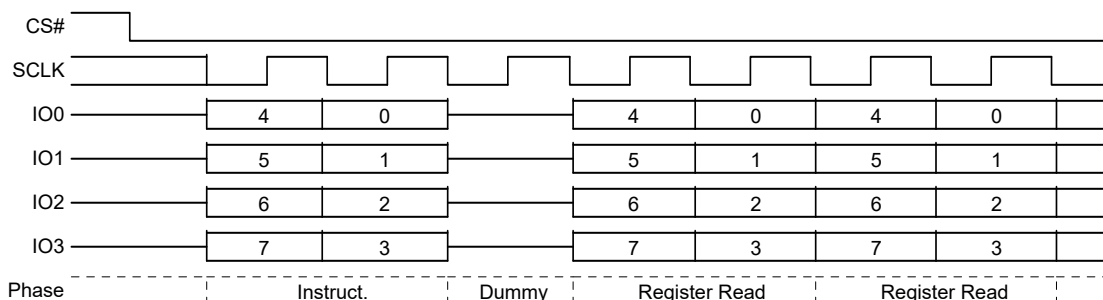 CS#
SCLK
IO0 4 0 4 0 4 0
IO1 5 1 5 1 5 1
IO2 6 2 6 2 6 2
IO3 7 3 7 3 7 3
Phase Instruct. Dummy Register Read Register Read